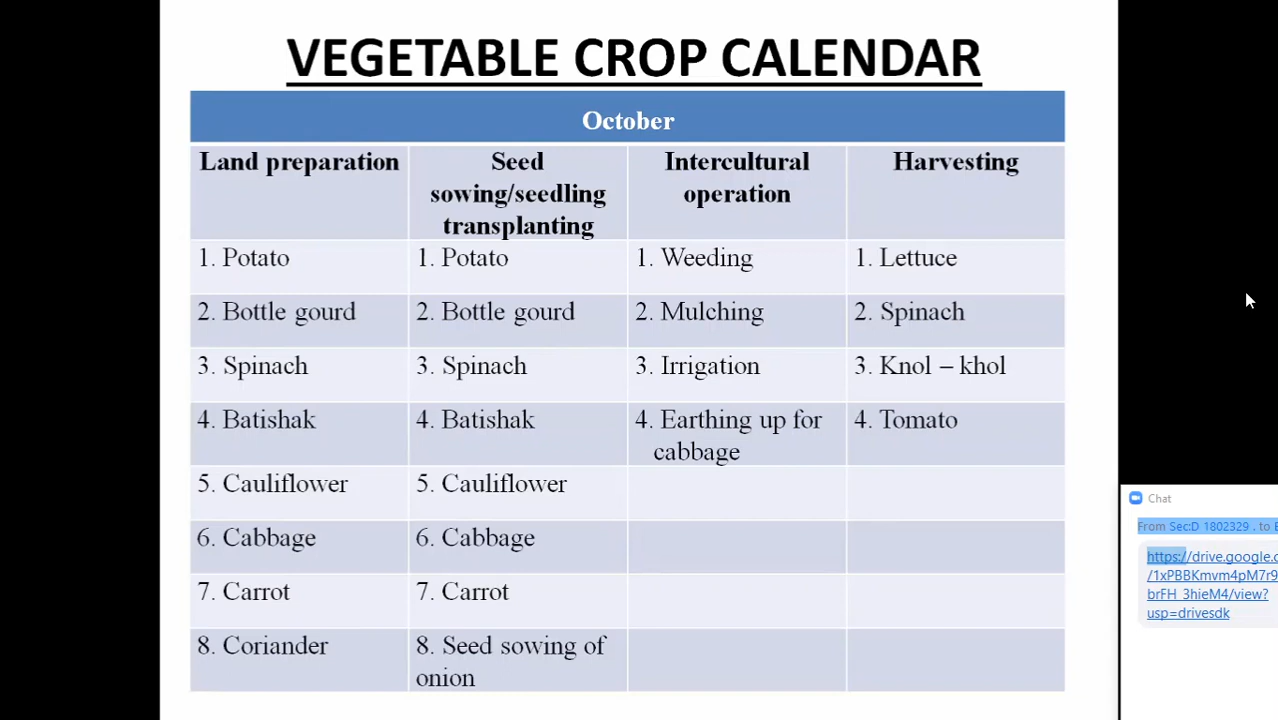 VEGETABLE CROP CALENDAR
October
Land preparation
Seed
sowing/seedling
transplanting
Intercultural
operation
Harvesting
1. Potato
1. Potato
1. Weeding
1. Lettuce
2. Bottle gourd
2. Bottle gourd
2. Mulching
2. Spinach
3. Spinach
3. Spinach
3. Irrigation
3. Knol – khol
4. Batishak
4. Batishak
4. Earthing up for
cabbage
4. Tomato
5. Cauliflower
5. Cauliflower
6. Cabbage
6. Cabbage
7. Carrot
7. Carrot
8. Coriander
8. Seed sowing of
onion
Chat
From Sec:D 1802329 . to
https://drive.google.c
/1xPBBKmvm4pM7r9
brFH_3hieM4/view?
usp=drivesdk